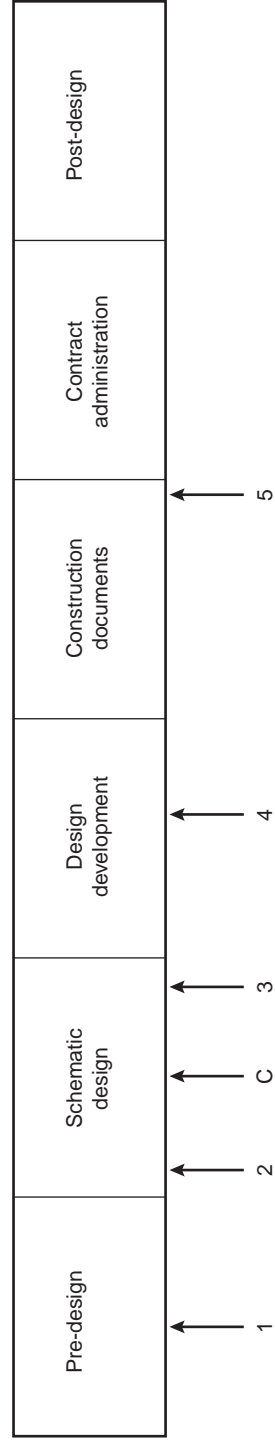 Pre-design
Schematic
design
Design
development
Construction
documents
Contract
administration
Post-design
1
2
C
3
4
5